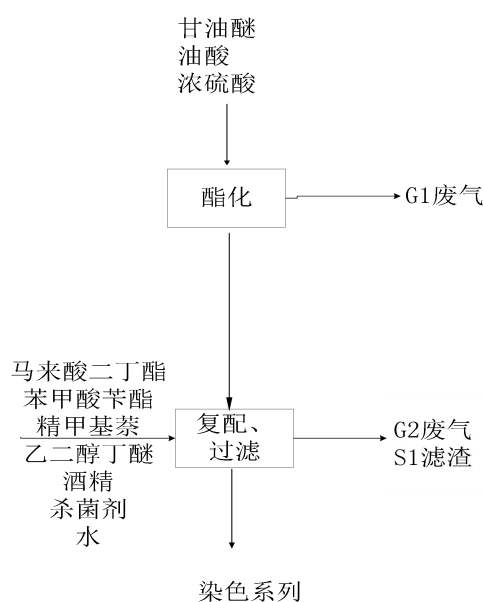 甘油醚
油酸
浓硫酸
酯化
G1废气
马来酸二丁酯
苯甲酸苄酯
精甲基萘
乙二醇丁醚
酒精
杀菌剂
水
复配、
过滤
G2废气
S1滤渣
染色系列